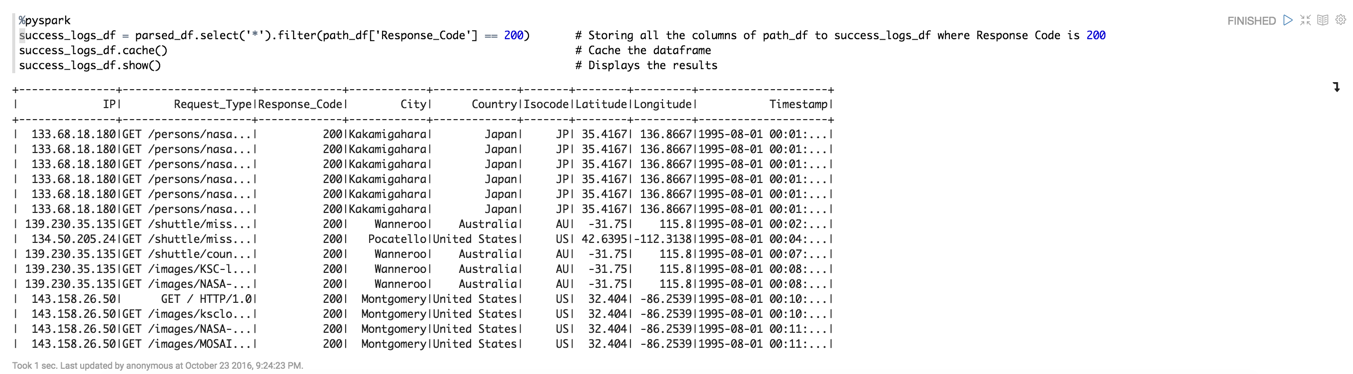 %pyspark FINISHED
success_logs_df = parsed_df.select('*').filter(path_df['Response_Code'] == 200) # Storing all the columns of path_df to success_logs_df where Response Code is 200
success_logs_df.cache() # Cache the dataframe
success_logs_df.show() # Displays the results
+--------------+--------------------+-------------+------------+-------------+-------+--------+---------+--------------------+
| IP| Request_Type|Response_Code| City| Country|Isocode|Latitude|Longitude| Timestamp|
+--------------+--------------------+-------------+------------+-------------+-------+--------+---------+--------------------+
| 133.68.18.180|GET /persons/nasa...| 200|Kakamigahara| Japan| JP| 35.4167| 136.8667|1995-08-01 00:01:...|
| 133.68.18.180|GET /persons/nasa...| 200|Kakamigahara| Japan| JP| 35.4167| 136.8667|1995-08-01 00:01:...|
| 133.68.18.180|GET /persons/nasa...| 200|Kakamigahara| Japan| JP| 35.4167| 136.8667|1995-08-01 00:01:...|
| 133.68.18.180|GET /persons/nasa...| 200|Kakamigahara| Japan| JP| 35.4167| 136.8667|1995-08-01 00:01:...|
| 133.68.18.180|GET /persons/nasa...| 200|Kakamigahara| Japan| JP| 35.4167| 136.8667|1995-08-01 00:01:...|
| 133.68.18.180|GET /persons/nasa...| 200|Kakamigahara| Japan| JP| 35.4167| 136.8667|1995-08-01 00:01:...|
|139.230.35.135|GET /shuttle/miss...| 200| Wanneroo| Australia| AU| -31.75| 115.8|1995-08-01 00:02:...|
| 134.50.205.24|GET /shuttle/miss...| 200| Pocatello|United States| US| 42.6395|-112.3138|1995-08-01 00:04:...|
|139.230.35.135|GET /shuttle/coun...| 200| Wanneroo| Australia| AU| -31.75| 115.8|1995-08-01 00:07:...|
|139.230.35.135|GET /images/KSC-l...| 200| Wanneroo| Australia| AU| -31.75| 115.8|1995-08-01 00:08:...|
|139.230.35.135|GET /images/NASA-...| 200| Wanneroo| Australia| AU| -31.75| 115.8|1995-08-01 00:08:...|
| 143.158.26.50| GET / HTTP/1.0| 200| Montgomery|United States| US| 32.404| -86.2539|1995-08-01 00:10:...|
| 143.158.26.50|GET /images/ksclo...| 200| Montgomery|United States| US| 32.404| -86.2539|1995-08-01 00:10:...|
| 143.158.26.50|GET /images/NASA-...| 200| Montgomery|United States| US| 32.404| -86.2539|1995-08-01 00:11:...|
| 143.158.26.50|GET /images/MOSAI...| 200| Montgomery|United States| US| 32.404| -86.2539|1995-08-01 00:11:...|
Took 1 sec. Last updated by anonymous at October 23 2016, 9:24:23 PM.